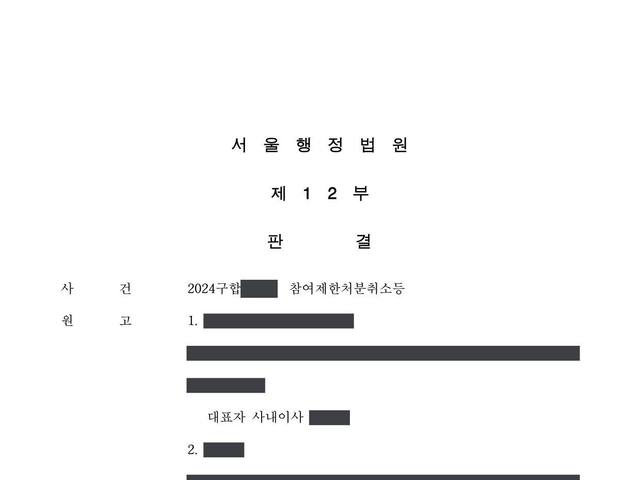 서 울 행 정 법 원
제 1 2 부
판 결
사 건 2024구합 참여제한처분취소등
원 고 1.
대표자 사내이사
2.